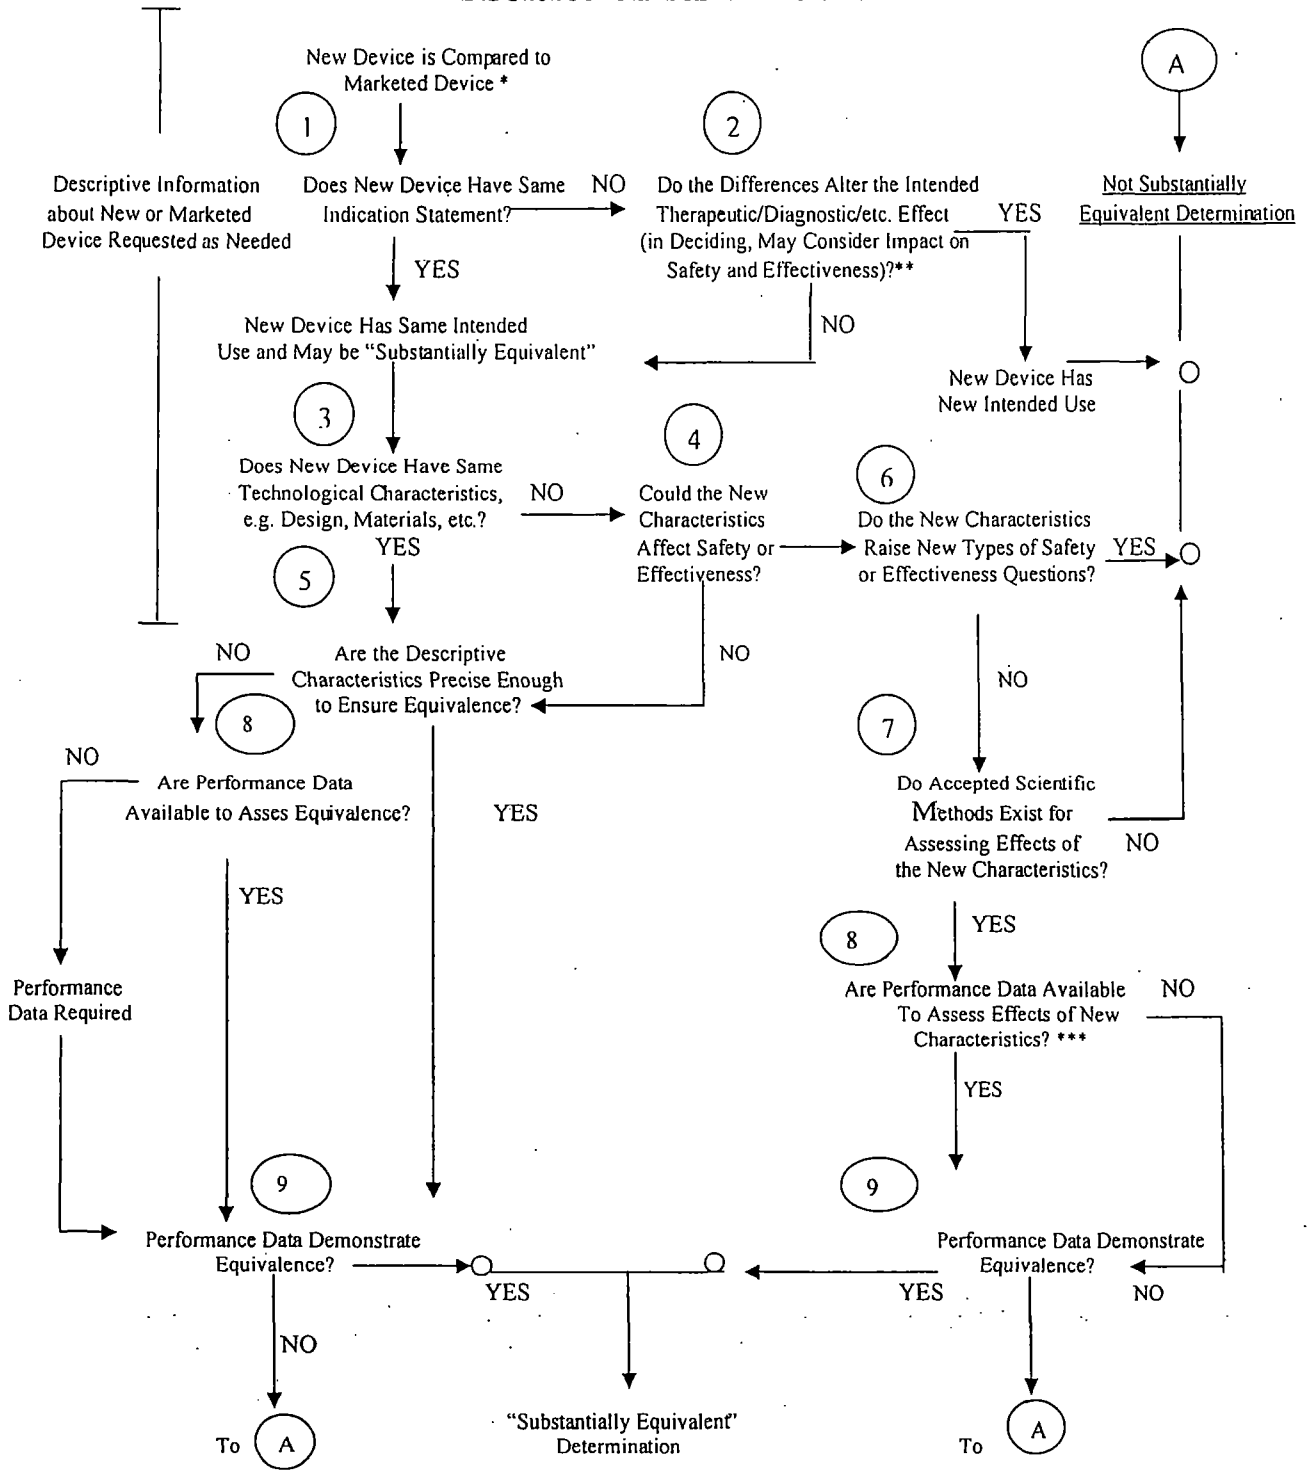 New Device is Compared to
Marketed Device *
A
1
2
Descriptive Information
about New or Marketed
Device Requested as Needed
Does New Device Have Same
Indication Statement?
NO
Do the Differences Alter the Intended
Therapeutic/Diagnostic/etc. Effect
(in Deciding, May Consider Impact on
Safety and Effectiveness)?**
YES
Not Substantially
Equivalent Determination
YES
NO
New Device Has Same Intended
Use and May be “Substantially Equivalent”
New Device Has
New Intended Use
3
4
6
Does New Device Have Same
Technological Characteristics,
e.g. Design, Materials, etc.?
NO
Could the New
Characteristics
Affect Safety or
Effectiveness?
Do the New Characteristics
Raise New Types of Safety
or Effectiveness Questions?
YES
YES
5
NO
Are the Descriptive
Characteristics Precise Enough
to Ensure Equivalence?
NO
NO
8
7
NO
Are Performance Data
Available to Asses Equivalence?
YES
Do Accepted Scientific
Methods Exist for
Assessing Effects of
the New Characteristics?
NO
YES
YES
8
Performance
Data Required
Are Performance Data Available
To Assess Effects of New
Characteristics? ***
NO
YES
9
9
Performance Data Demonstrate
Equivalence?
YES
Performance Data Demonstrate
Equivalence?
YES
NO
NO
To A
“Substantially Equivalent”
Determination
To A